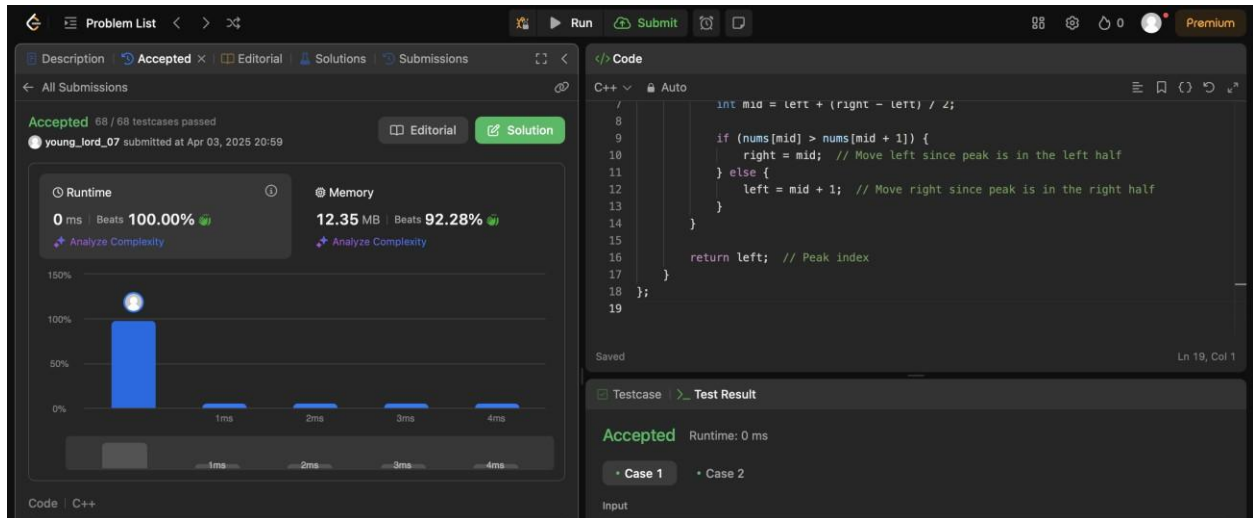 Problem List
Run
Submit
0
Premium
Description
Accepted
Editorial
Solutions
Submissions
All Submissions
Accepted 68 / 68 testcases passed
young_lord_07 submitted at Apr 03, 2025 20:59
Editorial
Solution
Runtime
0 ms Beats 100.00%
Analyze Complexity
Memory
12.35 MB Beats 92.28%
Analyze Complexity
150%
100%
50%
0%
1ms 2ms 3ms 4ms
1ms 2ms 3ms 4ms
Code C++
</> Code
C++ Auto
7 int mid = left + (right - left) / 2;
8
9 if (nums[mid] > nums[mid + 1]) {
10 right = mid; // Move left since peak is in the left half
11 } else {
12 left = mid + 1; // Move right since peak is in the right half
13 }
14 }
15
16 return left; // Peak index
17 }
18 };
19
Saved
Ln 19, Col 1
Testcase
>_ Test Result
Accepted Runtime: 0 ms
• Case 1 • Case 2
Input